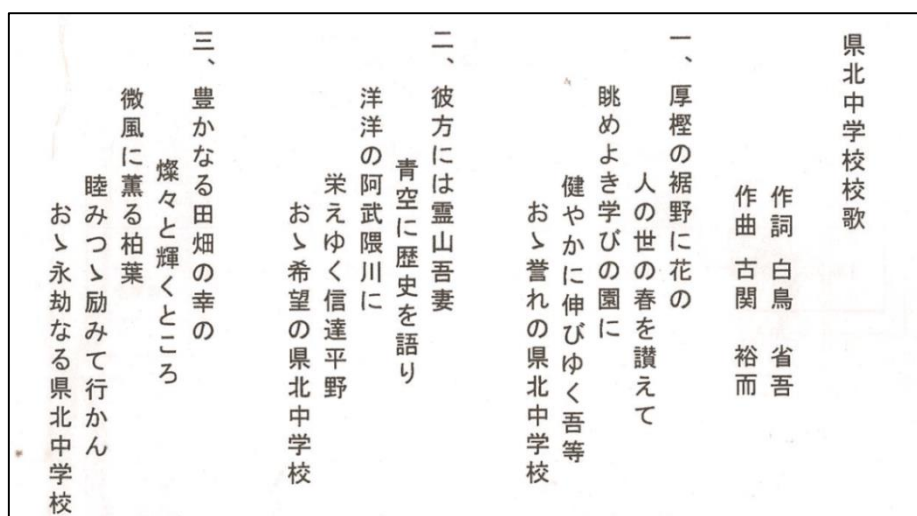 県北中学校校歌
作詞 白鳥 省吾
作曲 古関 裕而
一、厚樫の裾野に花の
人の世の春を讃えて
眺めよき学びの園に
健やかに伸びゆく吾等
おゝ誉れの県北中学校
二、彼方には霊山吾妻
青空に歴史を語り
洋洋の阿武隈川に
栄えゆく信達平野
おゝ希望の県北中学校
三、豊かなる田畑の幸の
燦々と輝くところ
微風に薫る柏葉
睦みつゝ励みて行かん
おゝ永劫なる県北中学校